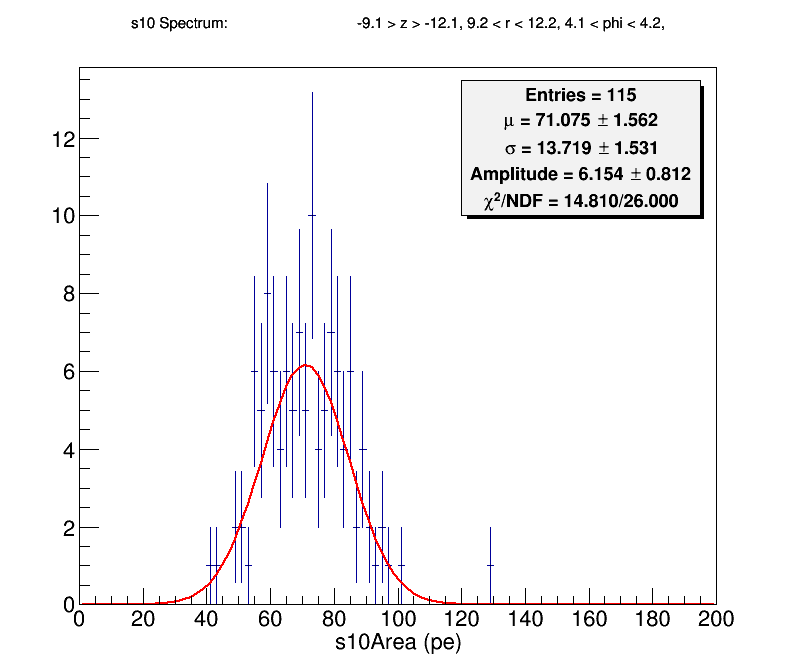 s10 Spectrum: -9.1 > z > -12.1, 9.2 < r < 12.2, 4.1 < phi < 4.2,
Entries = 115
μ = 71.075 ± 1.562
σ = 13.719 ± 1.531
Amplitude = 6.154 ± 0.812
χ²/NDF = 14.810/26.000
12
10
8
6
4
2
0
0 20 40 60 80 100 120 140 160 180 200
s10Area (pe)